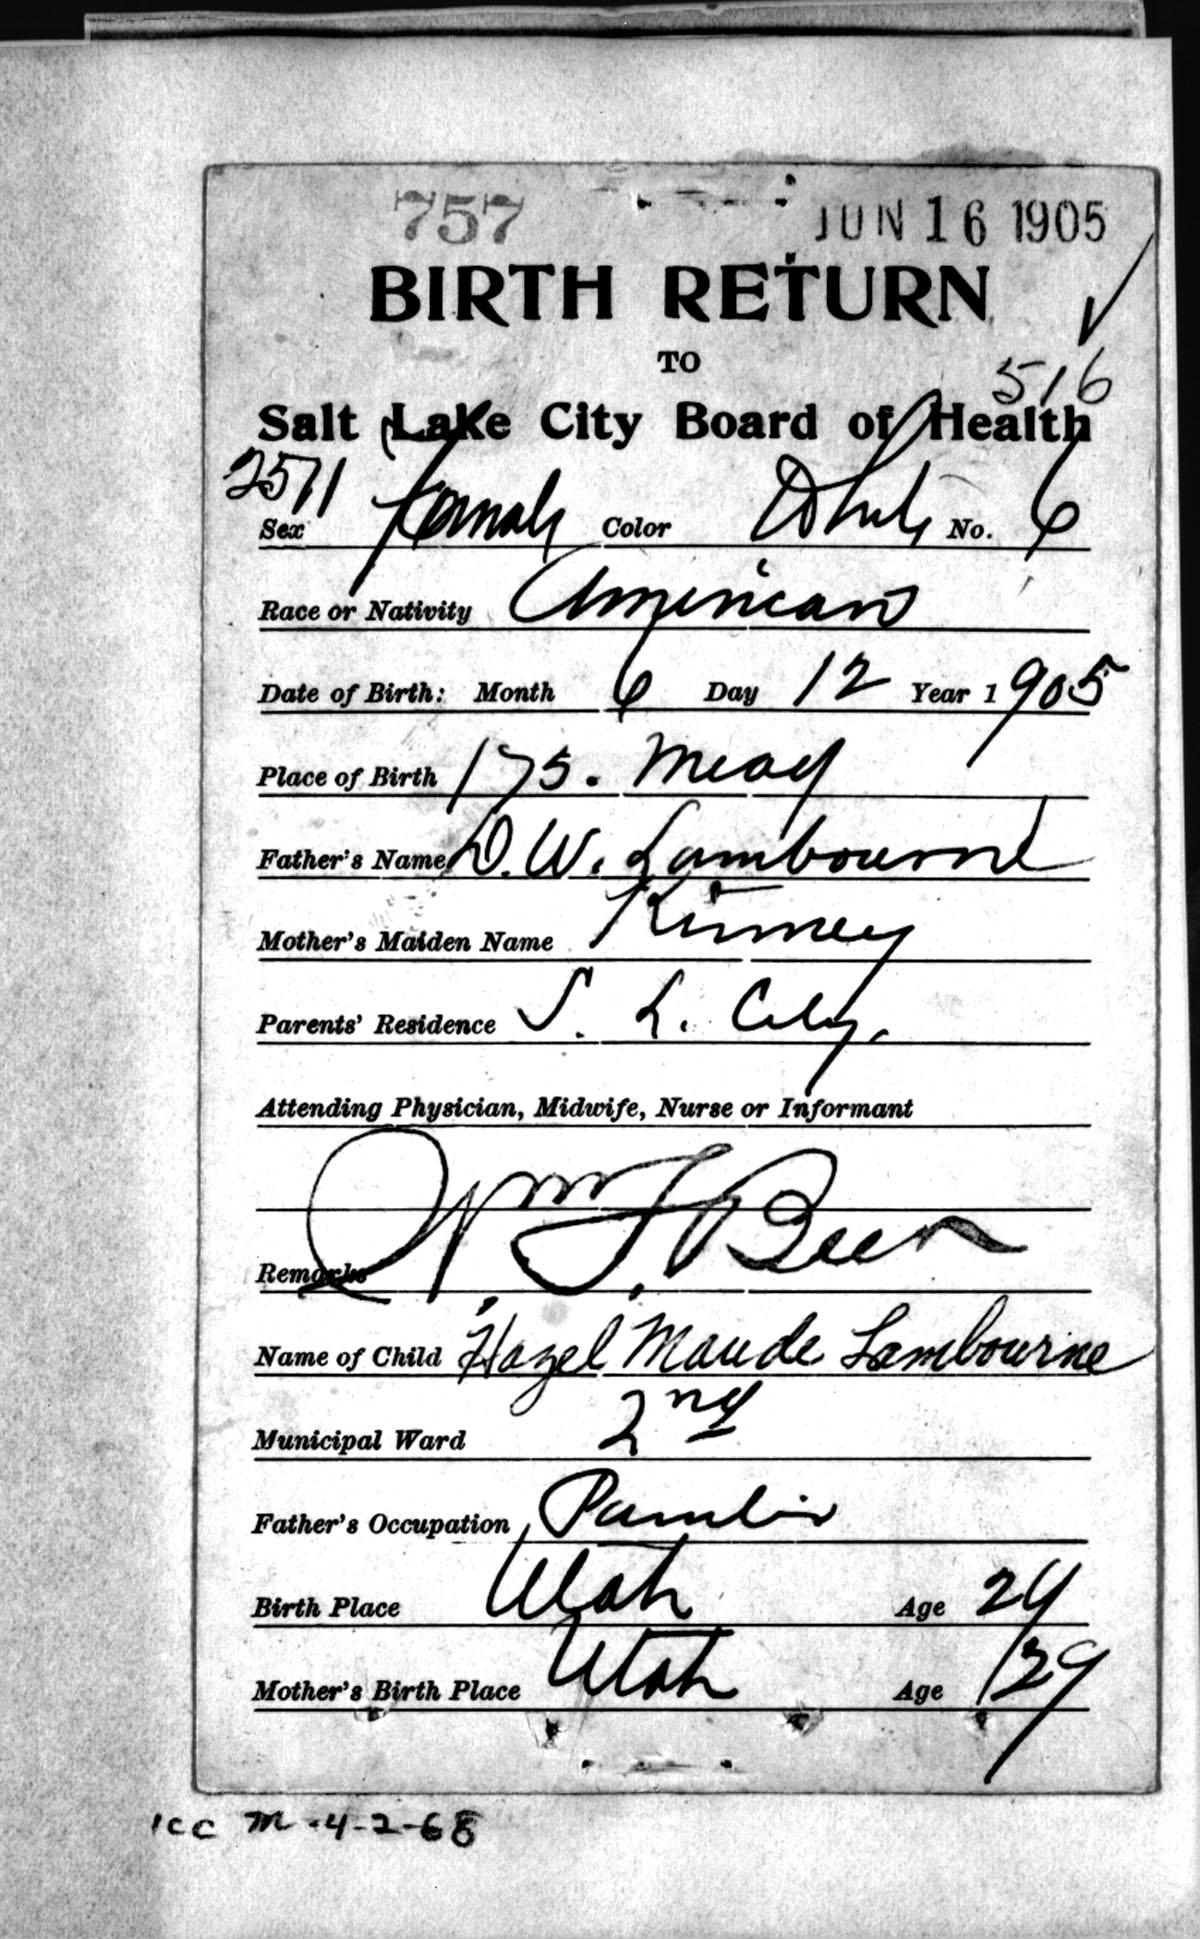 757 JUN 16 1905
BIRTH RETURN
TO
516
Salt Lake City Board of Health
2571
Sex Female Color White No. 6
Race or Nativity American
Date of Birth: Month 6 Day 12 Year 1905
Place of Birth 175. Mead
Father's Name D. W. Lambourne
Mother's Maiden Name Kinney
Parents' Residence S. L. City.
Attending Physician, Midwife, Nurse or Informant
Wm. F. Beer
Remarks
Name of Child Hazel Maude Lambourne
Municipal Ward 2nd
Father's Occupation
Birth Place Utah Age 24
Mother's Birth Place Utah Age 29
1cc m-4-2-68